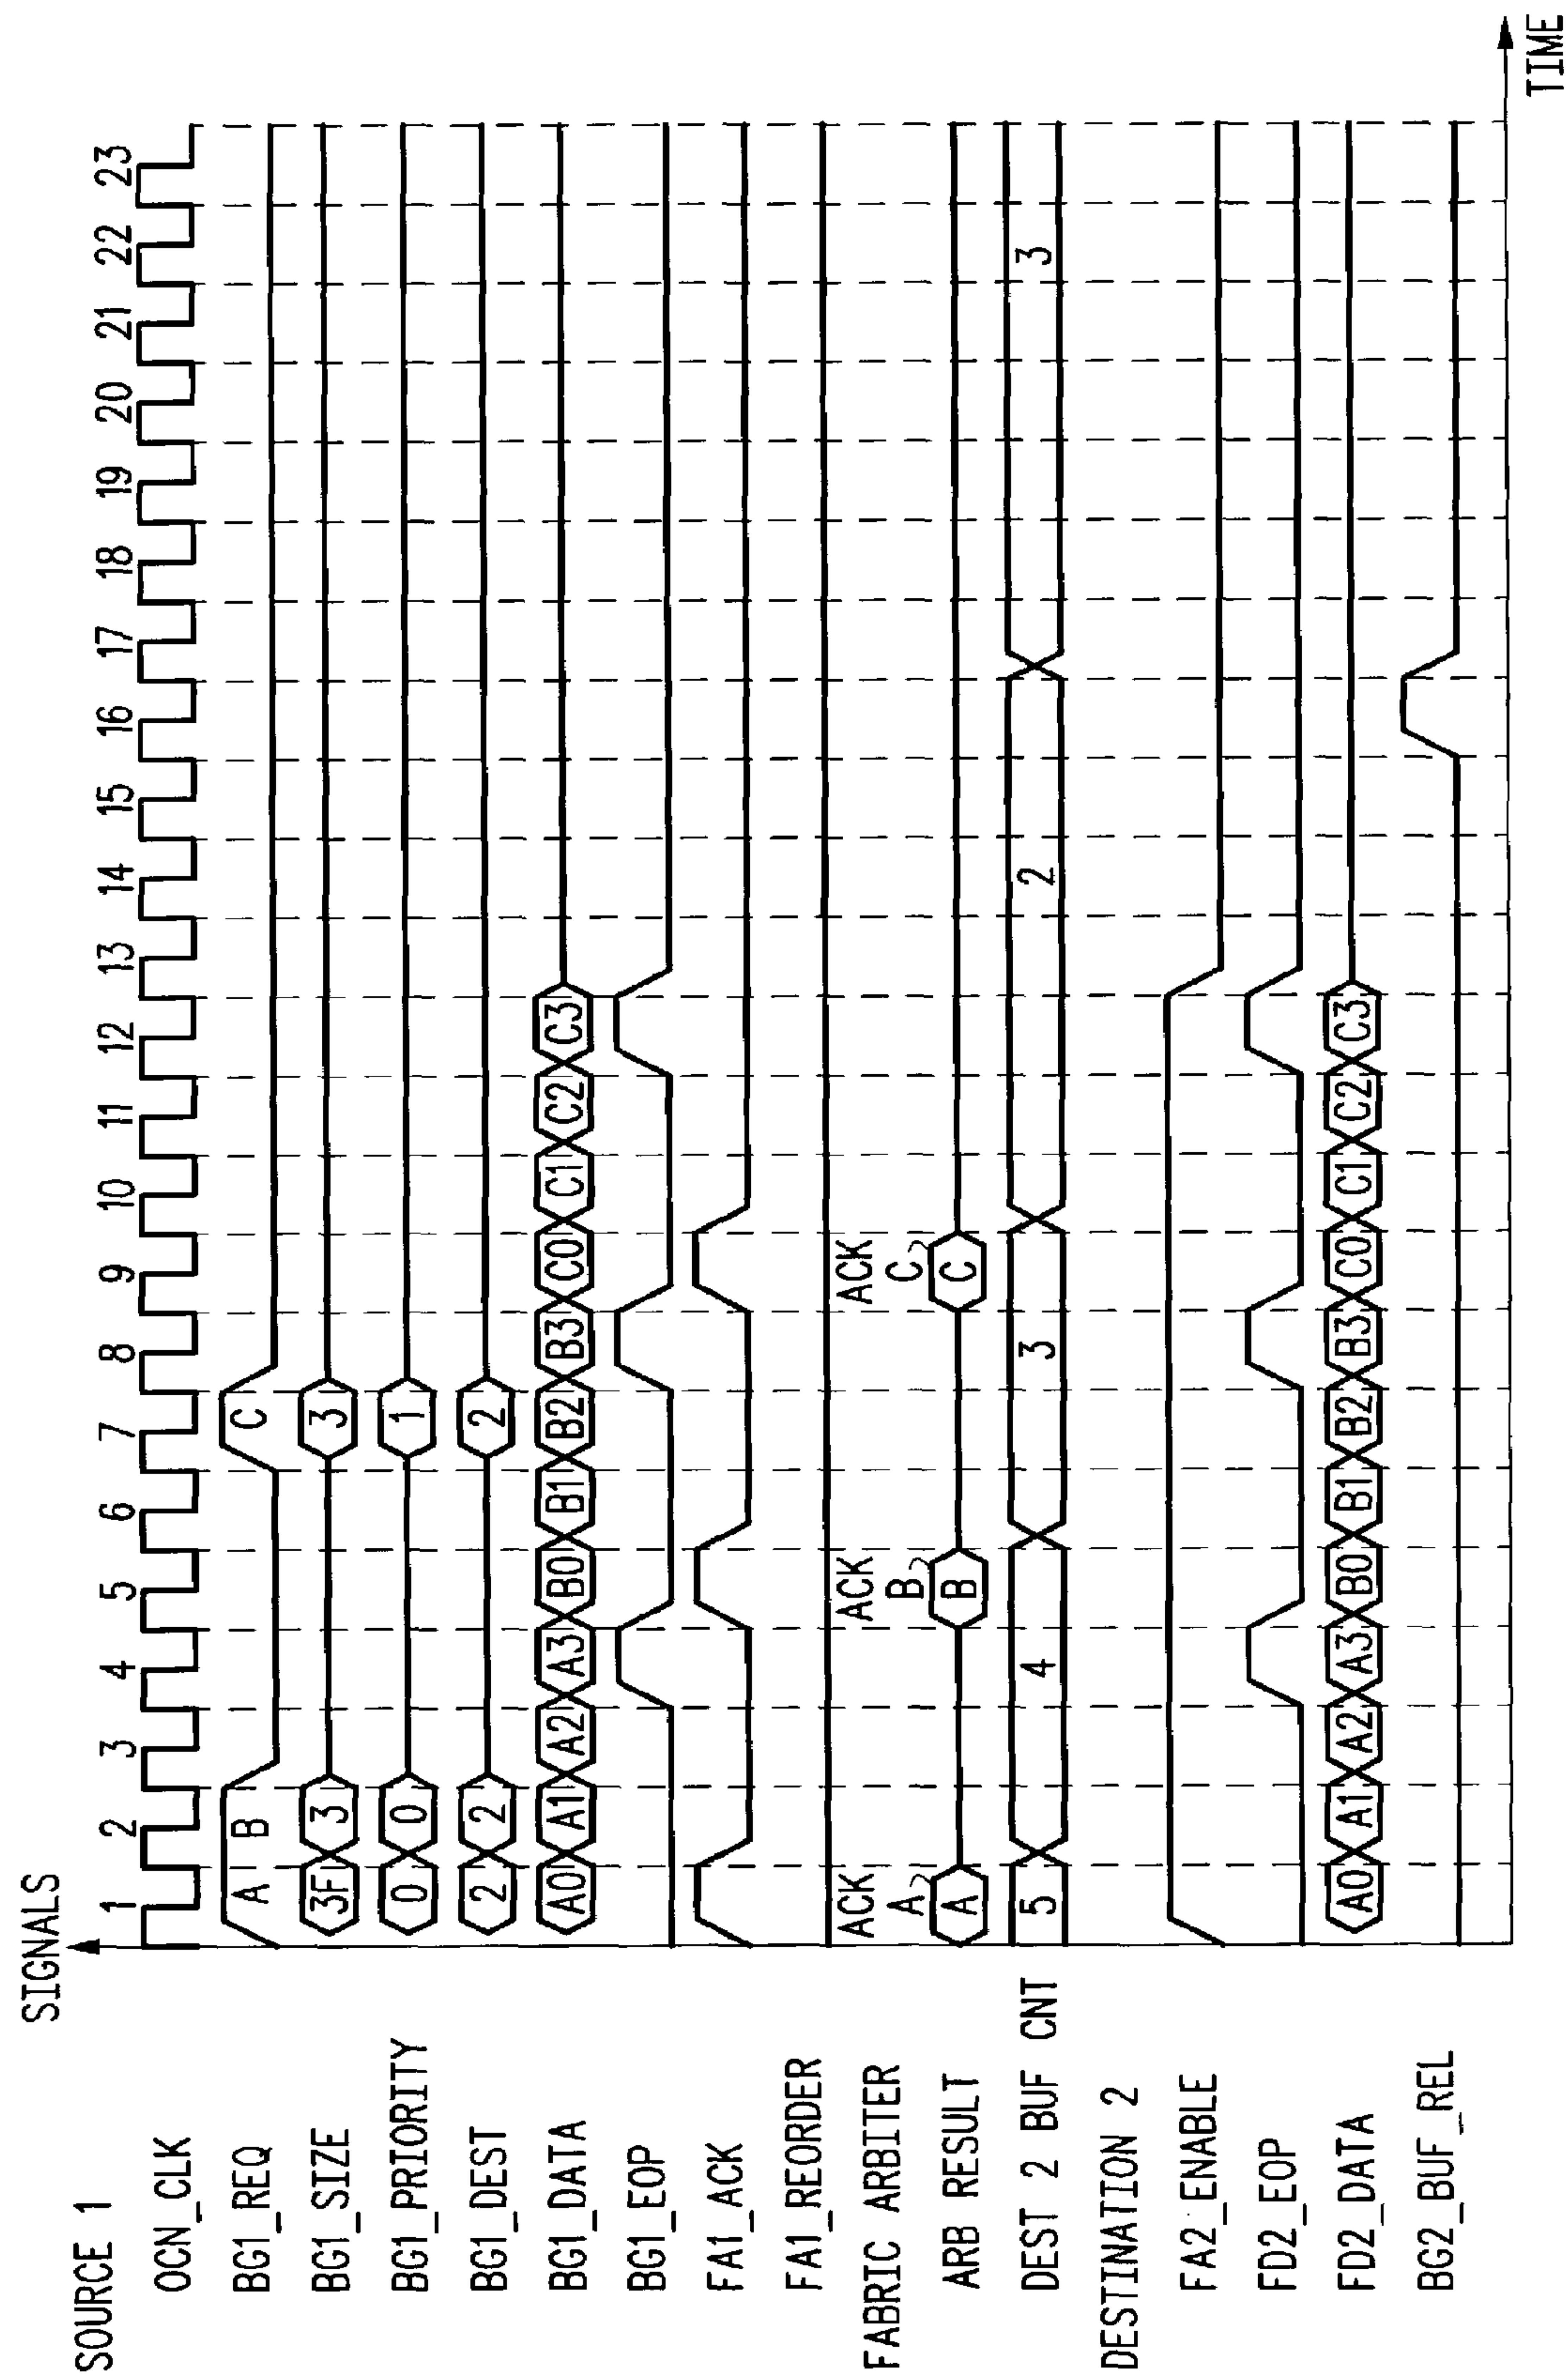 SIGNALS
SOURCE 1
OCN_CLK 1 2 3 4 5 6 7 8 9 10 11 12 13 14 15 16 17 18 19 20 21 22 23
BG1_REQ A B C
BG1_SIZE 3F 3 3
BG1_PRIORITY 0 0 1
BG1_DEST 2 2 2
BG1_DATA A0 A1 A2 A3 B0 B1 B2 B3 C0 C1 C2 C3
BG1_EOP
FA1_ACK
FA1_REORDER
FABRIC ARBITER
ACK A ACK B ACK C
ARB RESULT A B C
DEST 2 BUF CNT 5 4 3 2 3
DESTINATION 2
FA2_ENABLE
FD2_EOP
FD2_DATA A0 A1 A2 A3 B0 B1 B2 B3 C0 C1 C2 C3
BG2_BUF_REL
TIME